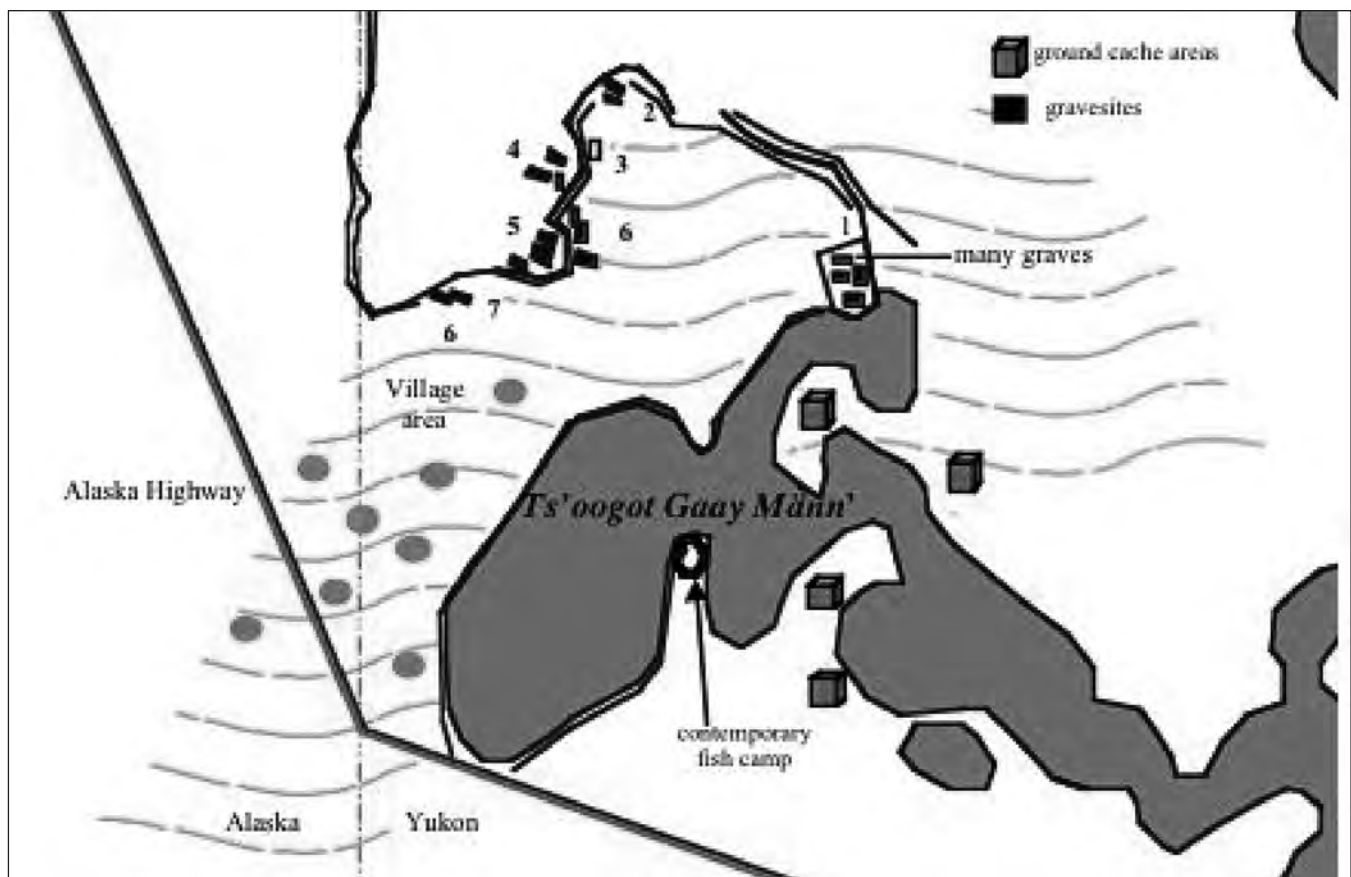 ground cache areas
gravesites
2
4
3
5
6
1
many graves
7
6
Village
area
Alaska Highway
Ts'oogot Gaay Männ'
contemporary
fish camp
Alaska
Yukon